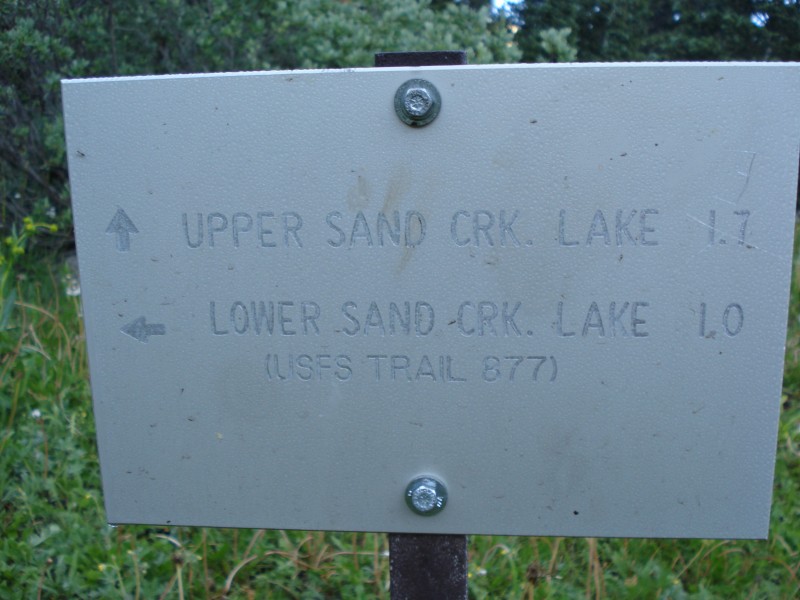 UPPER SAND CRK. LAKE 1.7
LOWER SAND CRK. LAKE 1.0
(USFS TRAIL 877)